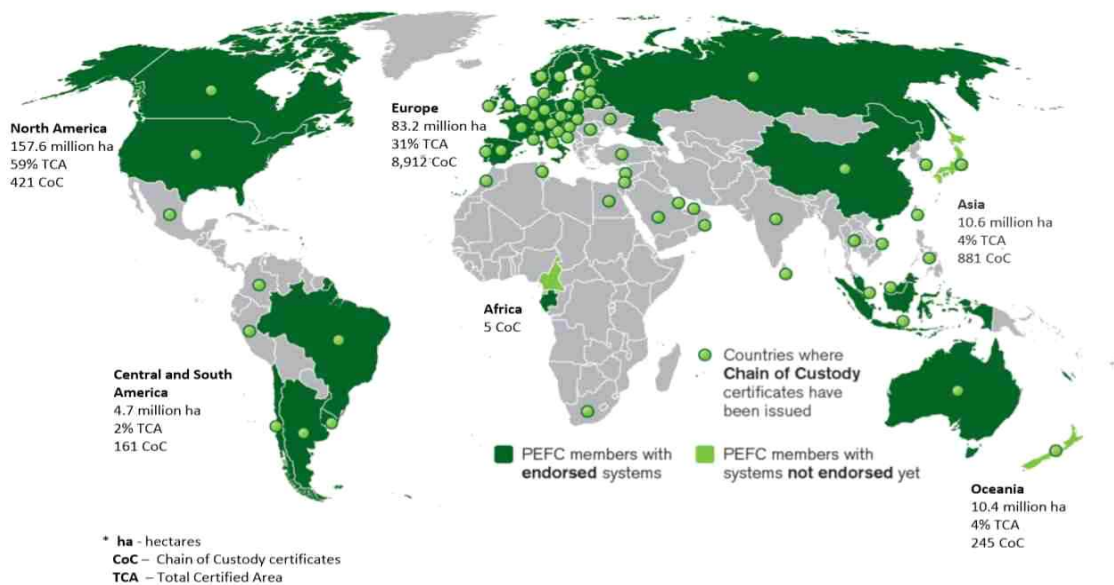 North America
157.6 million ha
59% TCA
421 CoC
Europe
83.2 million ha
31% TCA
8,912 CoC
Asia
10.6 million ha
4% TCA
881 CoC
Africa
5 CoC
Central and South
America
4.7 million ha
2% TCA
161 CoC
Countries where
Chain of Custody
certificates have
been issued
PEFC members with
endorsed systems
PEFC members with
systems not endorsed yet
Oceania
10.4 million ha
4% TCA
245 CoC
* ha - hectares
CoC – Chain of Custody certificates
TCA – Total Certified Area